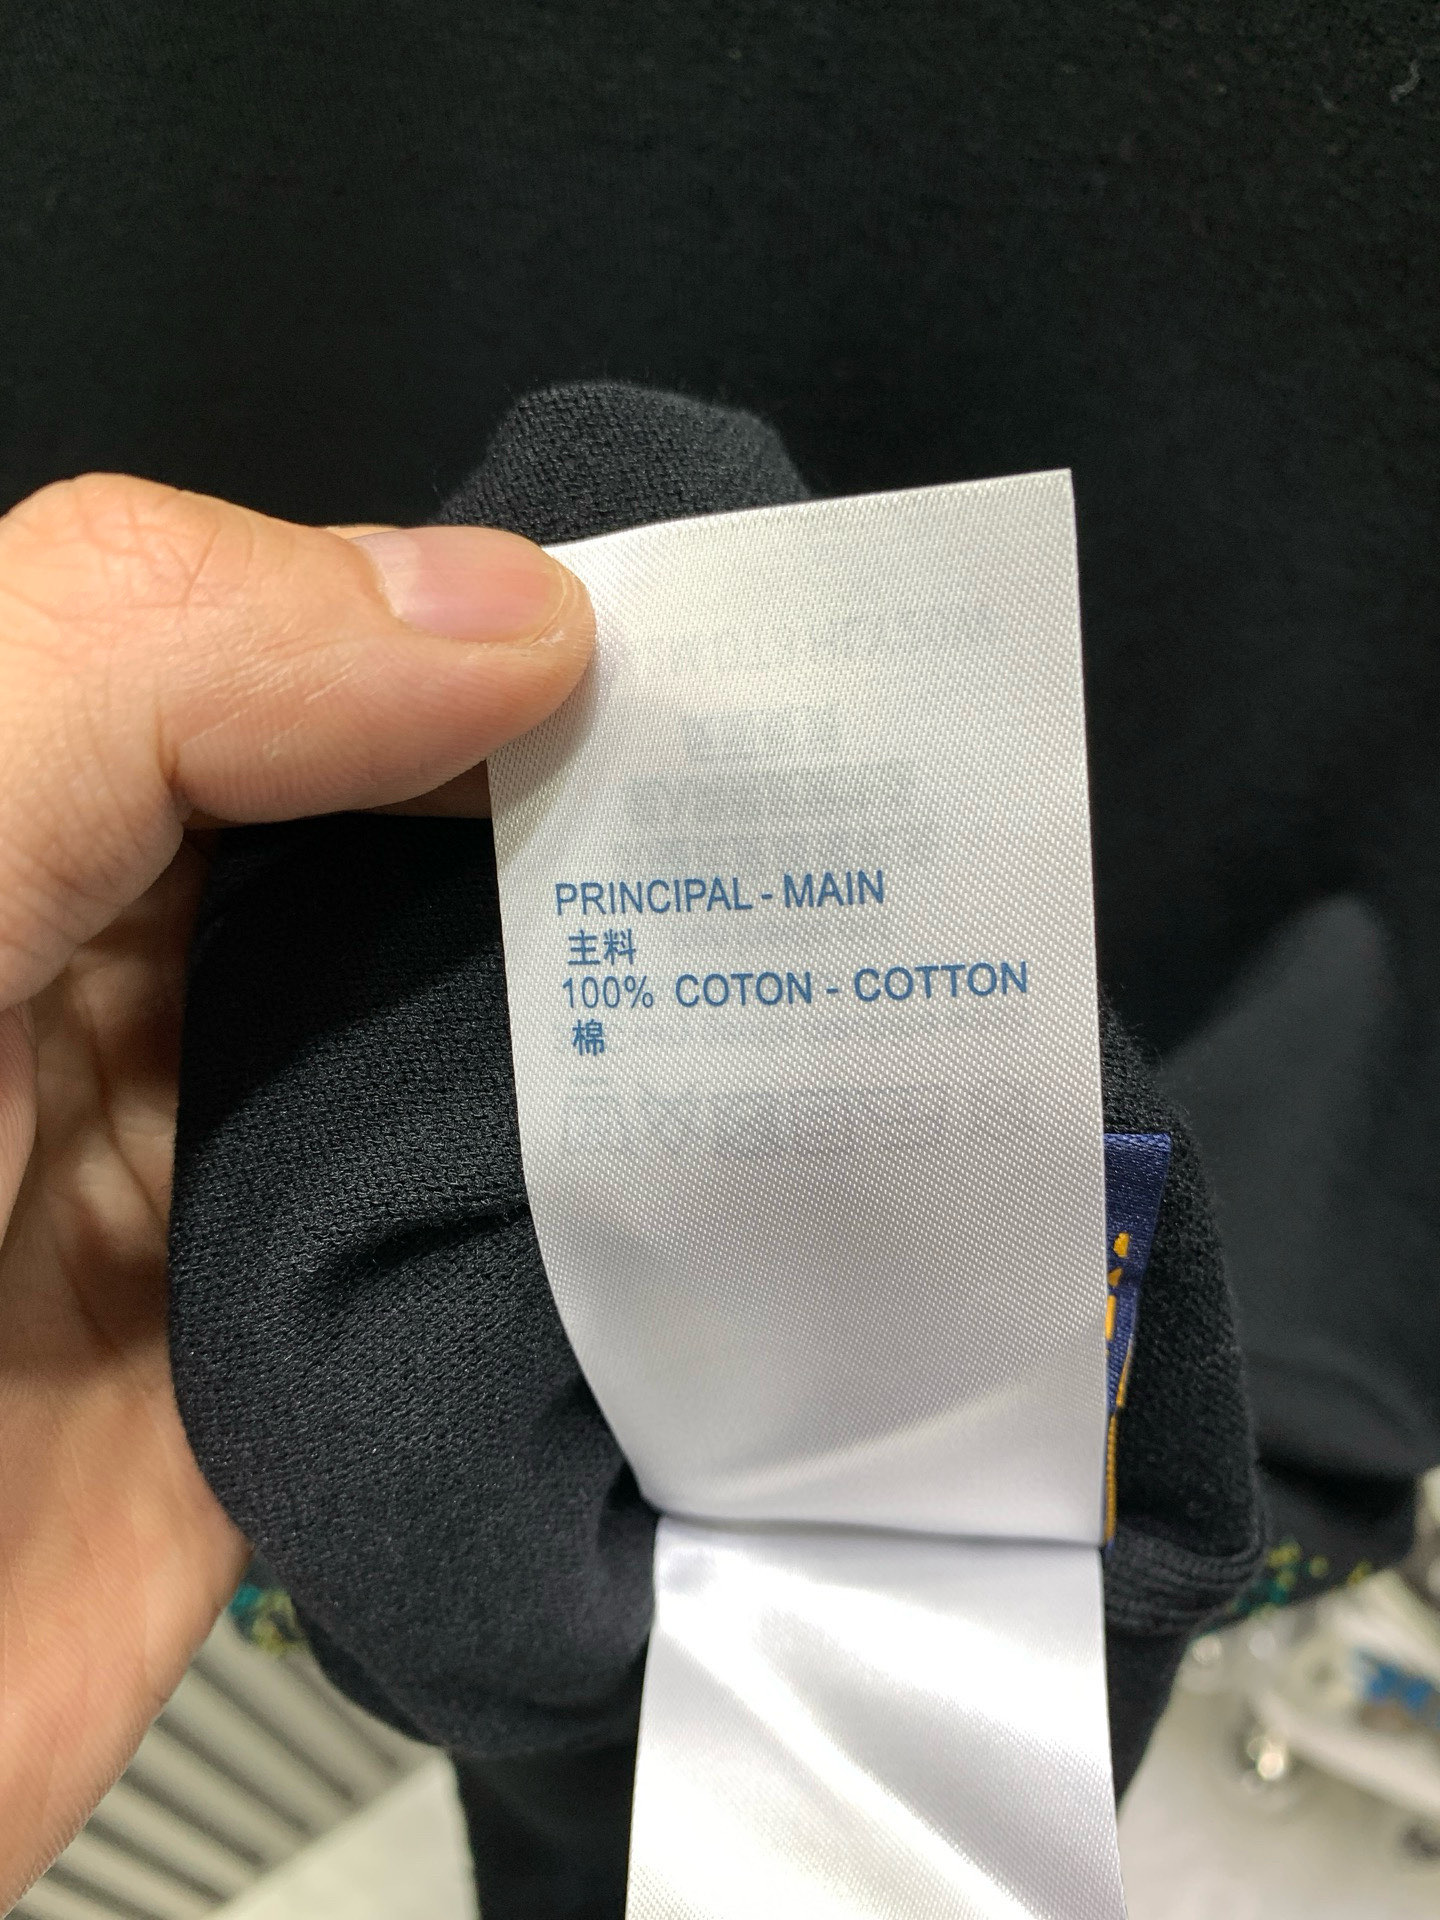 PRINCIPAL - MAIN
主料
100% COTON - COTTON
棉